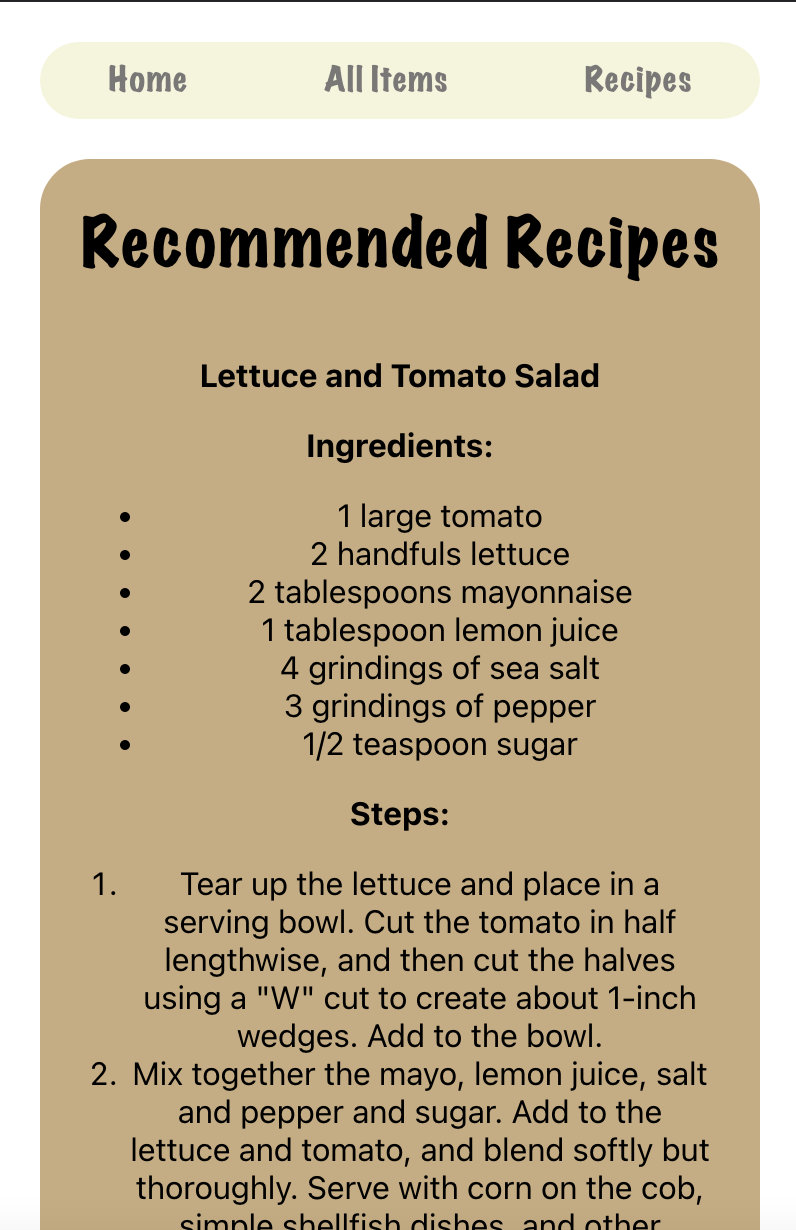 Home All Items Recipes
Recommended Recipes
Lettuce and Tomato Salad
Ingredients:
• 1 large tomato
• 2 handfuls lettuce
• 2 tablespoons mayonnaise
• 1 tablespoon lemon juice
• 4 grindings of sea salt
• 3 grindings of pepper
• 1/2 teaspoon sugar
Steps:
1. Tear up the lettuce and place in a
serving bowl. Cut the tomato in half
lengthwise, and then cut the halves
using a "W" cut to create about 1-inch
wedges. Add to the bowl.
2. Mix together the mayo, lemon juice, salt
and pepper and sugar. Add to the
lettuce and tomato, and blend softly but
thoroughly. Serve with corn on the cob,
simple shellfish dishes, and other